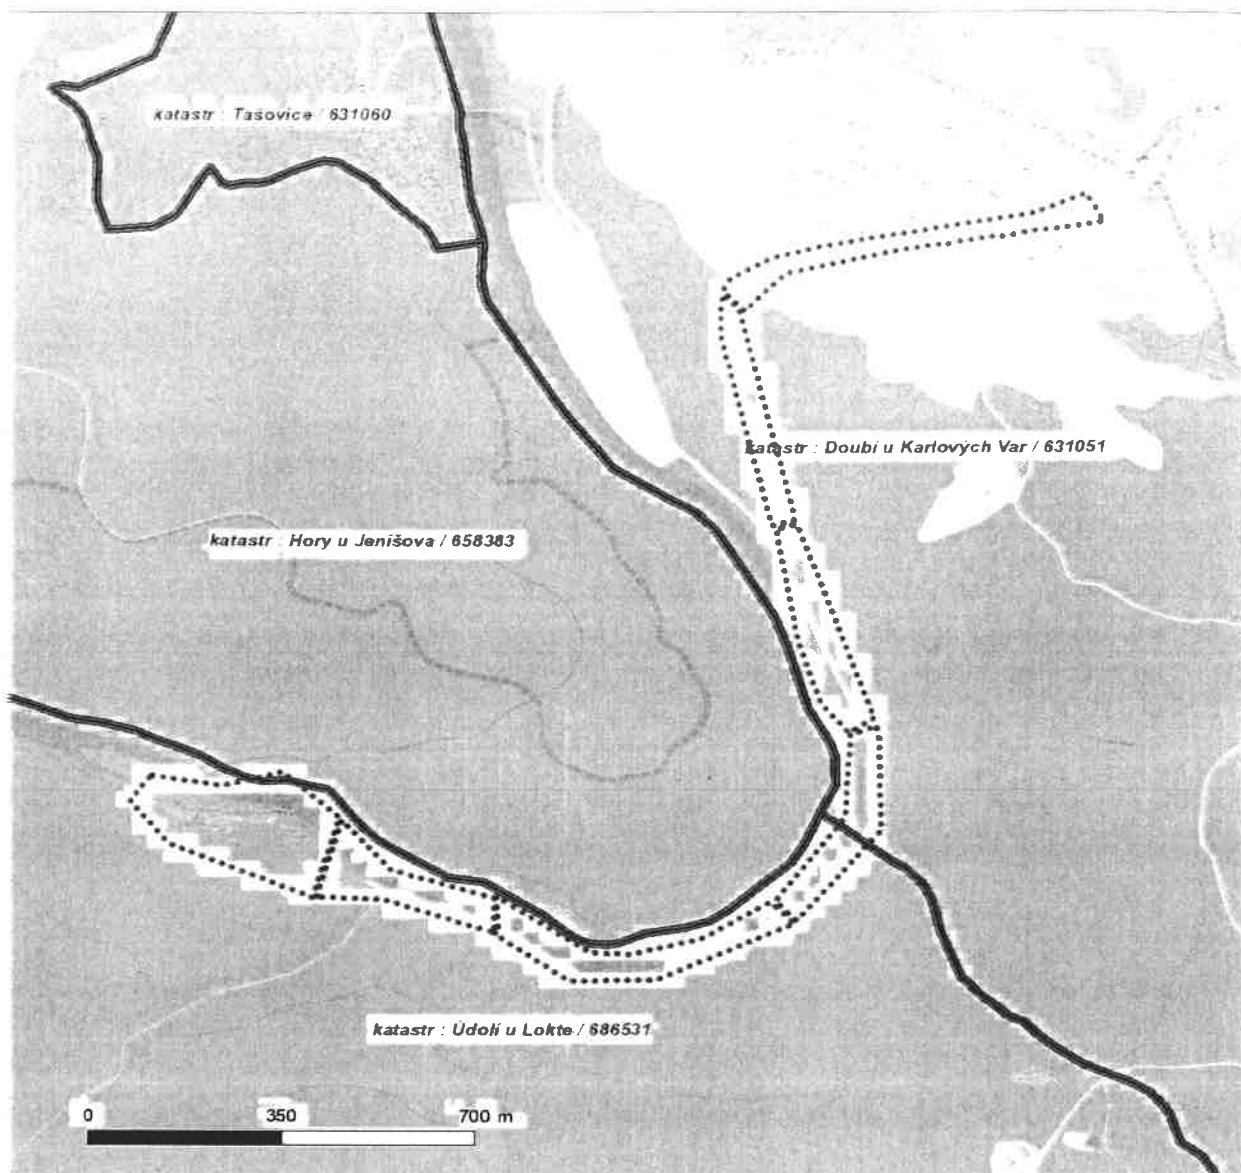 katastr : Tašovice / 631060
katastr : Doubí u Karlových Var / 631051
katastr : Hory u Jenišova / 658383
katastr : Údolí u Lokte / 686531
0 350 700 m